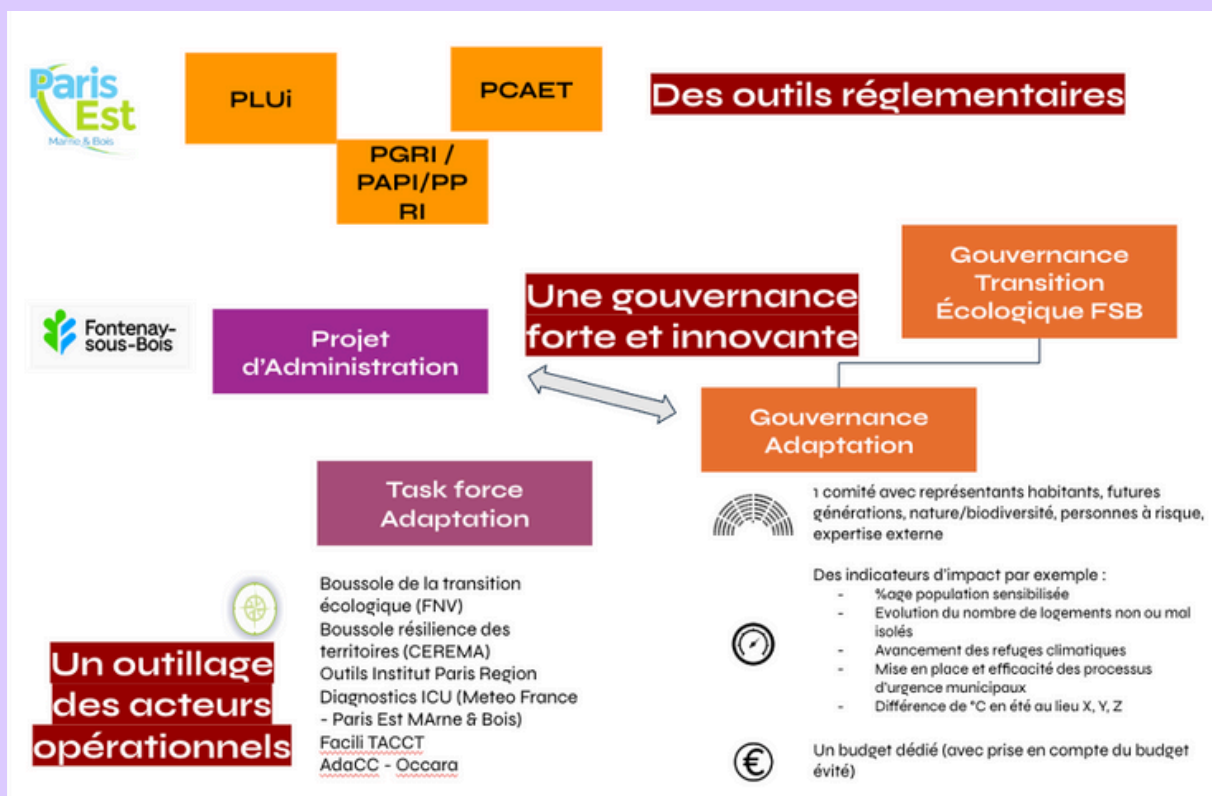 Paris
Est
Marne & Bois
PLUi
PCAET
Des outils réglementaires
PGRI /
PAPI/PP
RI
Gouvernance
Transition
Écologique FSB
Une gouvernance
forte et innovante
Fontenay-
sous-Bois
Projet
d'Administration
Gouvernance
Adaptation
Task force
Adaptation
1 comité avec représentants habitants, futures
générations, nature/biodiversité, personnes à risque,
expertise externe
Boussole de la transition
écologique (FNV)
Boussole résilience des
territoires (CEREMA)
Outils Institut Paris Region
Diagnostics ICU (Meteo France
- Paris Est MArne & Bois)
Facili TACCT
AdaCC - Occara
Un outillage
des acteurs
opérationnels
Des indicateurs d'impact par exemple :
- %age population sensibilisée
- Evolution du nombre de logements non ou mal
isolés
- Avancement des refuges climatiques
- Mise en place et efficacité des processus
d'urgence municipaux
- Différence de °C en été au lieu X, Y, Z
€
Un budget dédié (avec prise en compte du budget
évité)